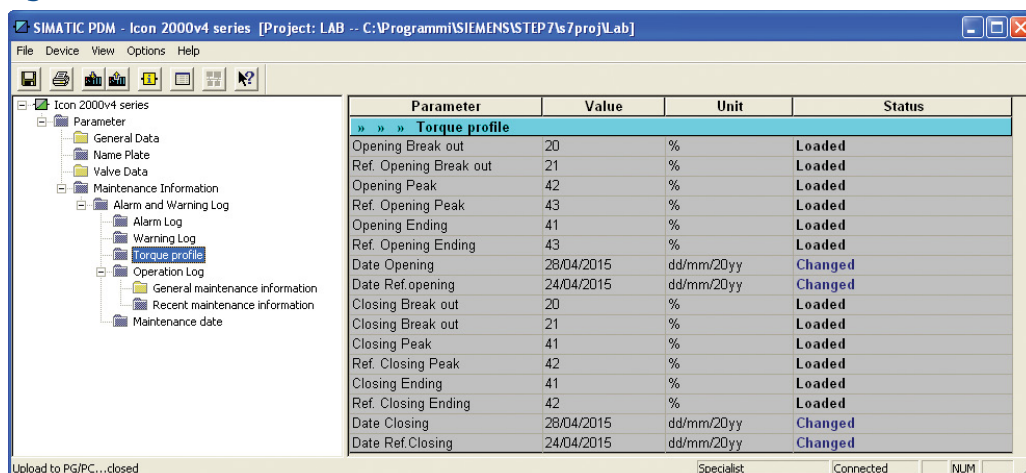 SIMATIC PDM - Icon 2000v4 series [Project: LAB -- C:\Programmi\SIEMENS\STEP7\s7proj\Lab]
File Device View Options Help
Icon 2000v4 series
Parameter
General Data
Name Plate
Valve Data
Maintenance Information
Alarm and Warning Log
Alarm Log
Warning Log
Torque profile
Operation Log
General maintenance information
Recent maintenance information
Maintenance date
Parameter Value Unit Status
» » » Torque profile
Opening Break out 20 % Loaded
Ref. Opening Break out 21 % Loaded
Opening Peak 42 % Loaded
Ref. Opening Peak 43 % Loaded
Opening Ending 41 % Loaded
Ref. Opening Ending 43 % Loaded
Date Opening 28/04/2015 dd/mm/20yy Changed
Date Ref.opening 24/04/2015 dd/mm/20yy Changed
Closing Break out 20 % Loaded
Closing Break out 21 % Loaded
Closing Peak 41 % Loaded
Ref. Closing Peak 42 % Loaded
Closing Ending 41 % Loaded
Ref. Closing Ending 42 % Loaded
Date Closing 28/04/2015 dd/mm/20yy Changed
Date Ref.Closing 24/04/2015 dd/mm/20yy Changed
Upload to PG/PC...closed Specialist Connected NUM